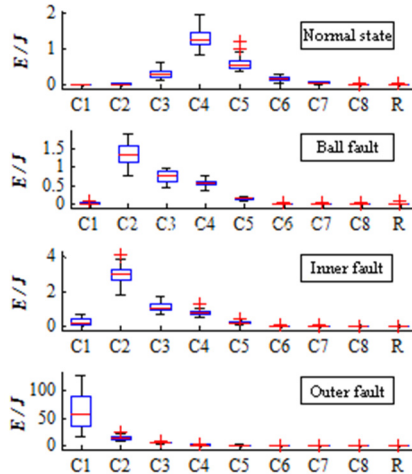 2
1
0
E/J
Normal state
C1 C2 C3 C4 C5 C6 C7 C8 R
1.5
1
0.5
0
E/J
Ball fault
C1 C2 C3 C4 C5 C6 C7 C8 R
4
2
0
E/J
Inner fault
C1 C2 C3 C4 C5 C6 C7 C8 R
100
50
0
E/J
Outer fault
C1 C2 C3 C4 C5 C6 C7 C8 R